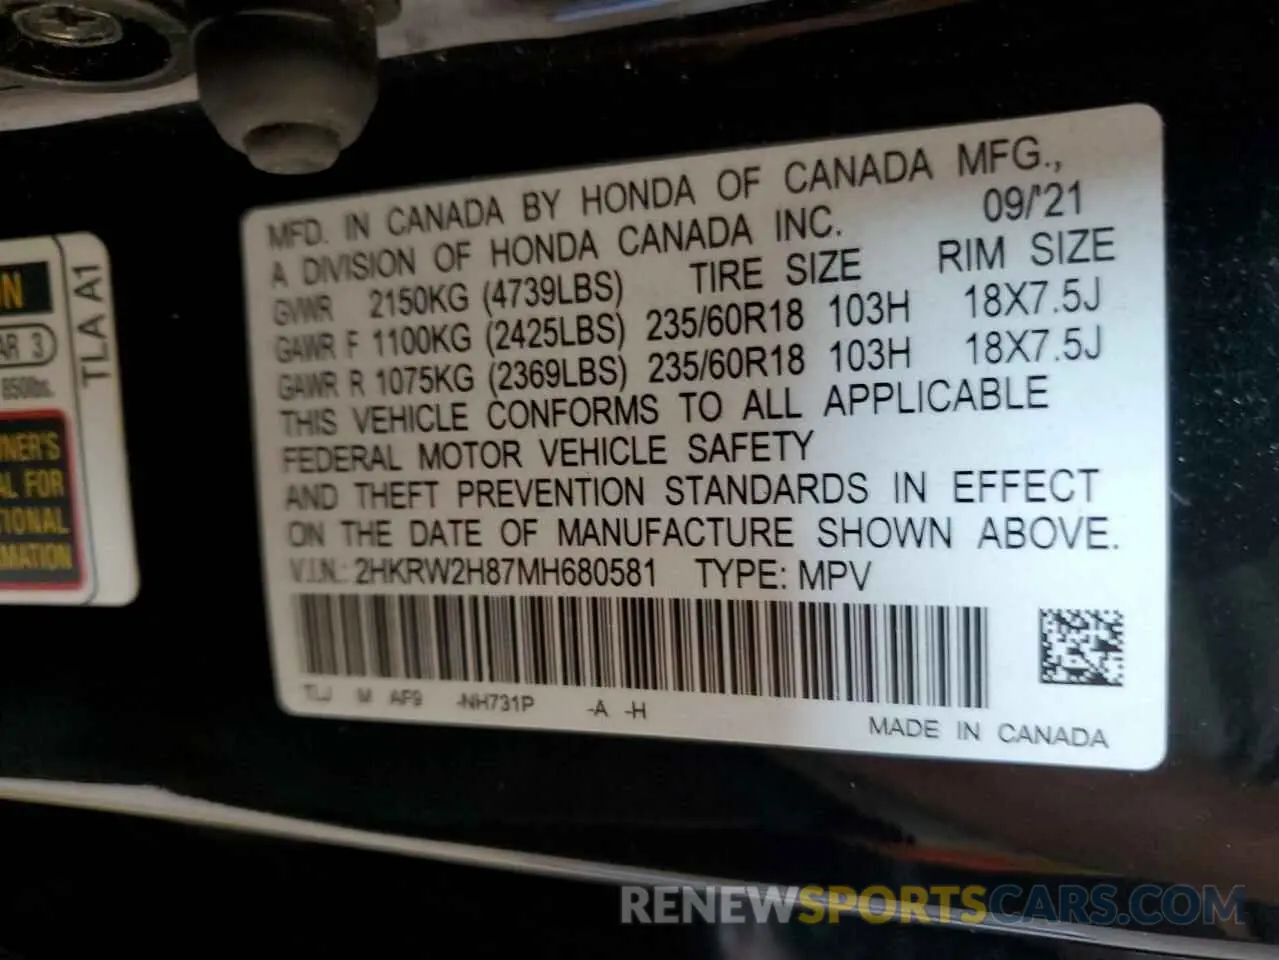 MFD. IN CANADA BY HONDA OF CANADA MFG.,
A DIVISION OF HONDA CANADA INC. 09/'21
GVWR 2150KG (4739LBS) TIRE SIZE RIM SIZE
GAWR F 1100KG (2425LBS) 235/60R18 103H 18X7.5J
GAWR R 1075KG (2369LBS) 235/60R18 103H 18X7.5J
THIS VEHICLE CONFORMS TO ALL APPLICABLE
FEDERAL MOTOR VEHICLE SAFETY
AND THEFT PREVENTION STANDARDS IN EFFECT
ON THE DATE OF MANUFACTURE SHOWN ABOVE.
V.I.N.: 2HKRW2H87MH680581 TYPE: MPV
TLJ M AF9 -NH731P -A -H
MADE IN CANADA
TLA A1
3
650lbs.
FOR
RENEWSPORTSCARS.COM